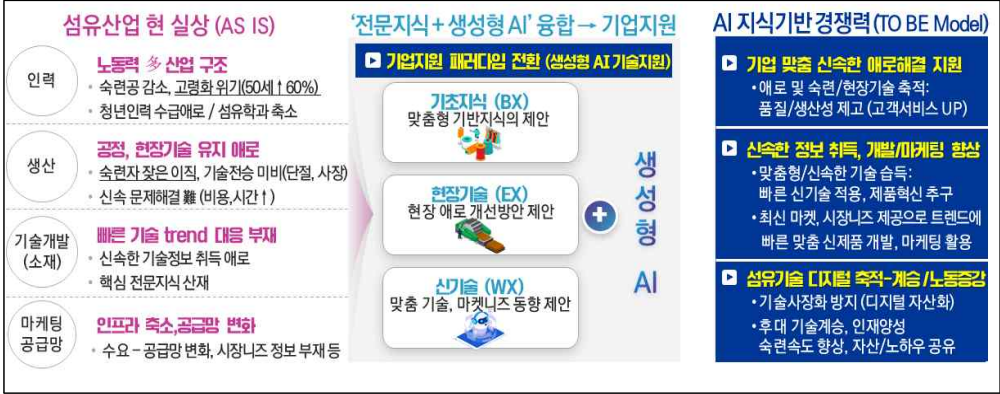 섬유산업 현 실상 (AS IS)
인력
노동력 多 산업 구조
• 숙련공 감소, 고령화 위기(50세↑60%)
• 청년인력 수급애로 / 섬유학과 축소
생산
공정, 현장기술 유지 애로
• 숙련자 잦은 이직, 기술전승 미비(단절, 사장)
• 신속 문제해결 難 (비용,시간↑)
기술개발
(소재)
빠른 기술 trend 대응 부재
• 신속한 기술정보 취득 애로
• 핵심 전문지식 산재
마케팅
공급망
인프라 축소,공급망 변화
• 수요 – 공급망 변화, 시장니즈 정보 부재 등
‘전문지식 + 생성형 AI’ 융합 → 기업지원
기업지원 패러다임 전환 (생성형 AI 기술지원)
기초지식 (BX)
맞춤형 기반지식의 제안
현장기술 (EX)
현장 애로 개선방안 제안
신기술 (WX)
맞춤 기술, 마켓니즈 동향 제안
+
생
성
형
AI
AI 지식기반 경쟁력 (TO BE Model)
기업 맞춤 신속한 애로해결 지원
• 애로 및 숙련/현장기술 축적:
품질/생산성 제고 (고객서비스 UP)
신속한 정보 취득, 개발/마케팅 향상
• 맞춤형/신속한 기술 습득:
빠른 신기술 적용, 제품혁신 추구
• 최신 마켓, 시장니즈 제공으로 트렌드에
빠른 맞춤 신제품 개발, 마케팅 활용
섬유기술 디지털 축적-계승 /노동증강
• 기술사장화 방지 (디지털 자산화)
• 후대 기술계승, 인재양성
숙련속도 향상, 자산/노하우 공유